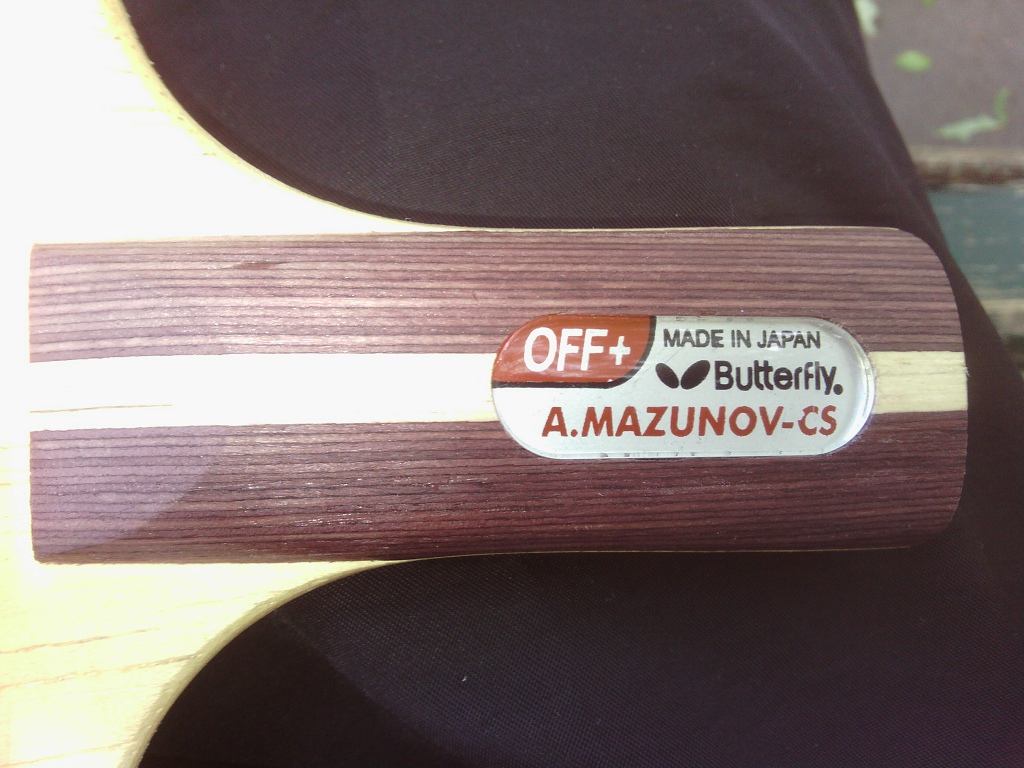 OFF+
MADE IN JAPAN
Butterfly.
A.MAZUNOV-CS